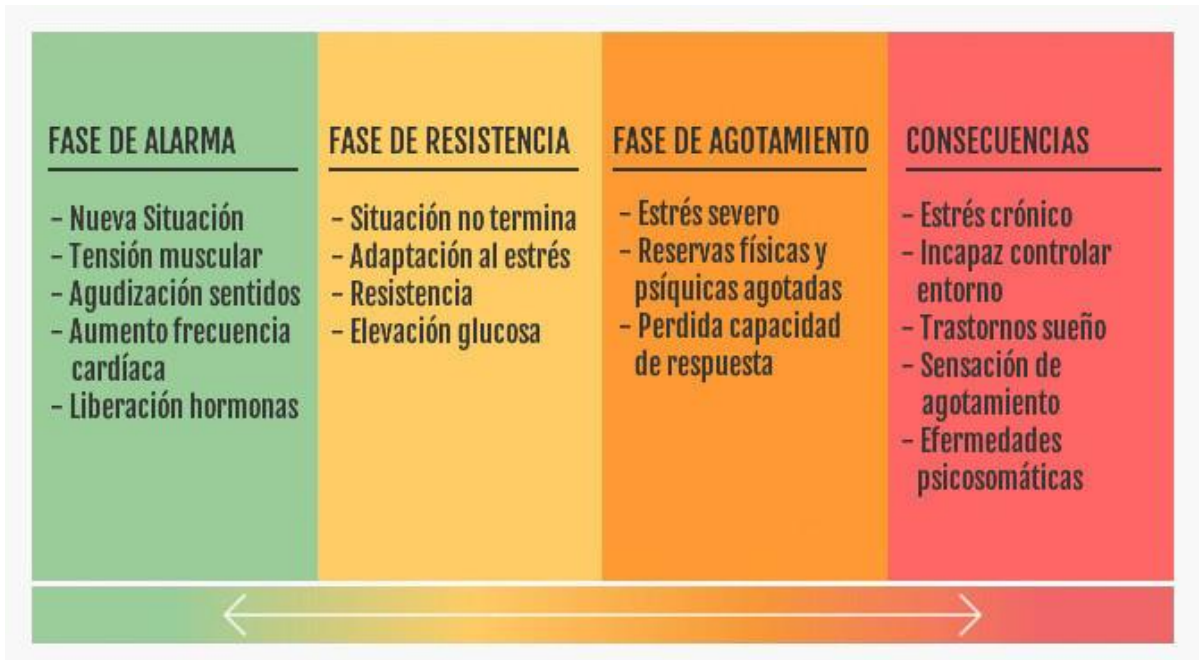 FASE DE ALARMA
- Nueva Situación
- Tensión muscular
- Agudización sentidos
- Aumento frecuencia
cardíaca
- Liberación hormonas
FASE DE RESISTENCIA
- Situación no termina
- Adaptación al estrés
- Resistencia
- Elevación glucosa
FASE DE AGOTAMIENTO
- Estrés severo
- Reservas físicas y
psíquicas agotadas
- Perdida capacidad
de respuesta
CONSECUENCIAS
- Estrés crónico
- Incapaz controlar
entorno
- Trastornos sueño
- Sensación de
agotamiento
- Efermedades
psicosomáticas